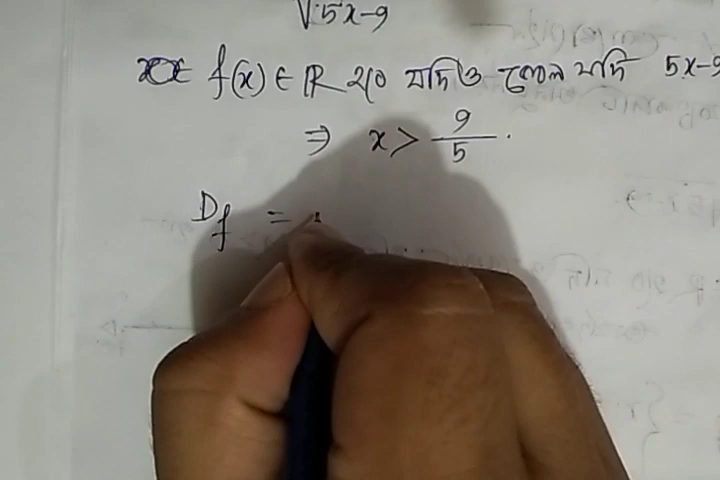 √5x-9
f(x) ∈ ℝ হবে যদিও কেবল যদি 5x-9
⇒ x > 9/5 .
D_f =